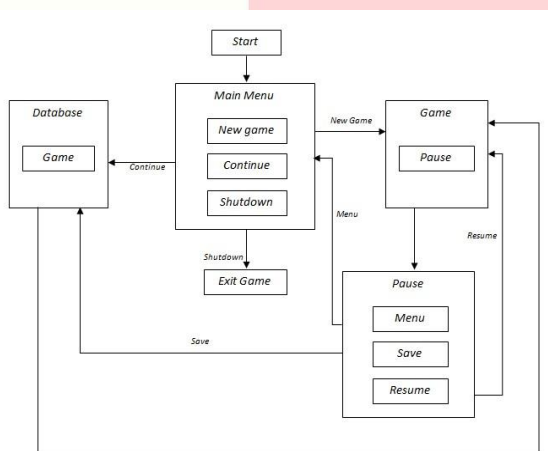 Start
Main Menu
New game
Continue
Shutdown
Database
Game
Continue
New Game
Game
Pause
Shutdown
Exit Game
Menu
Resume
Pause
Menu
Save
Resume
Save